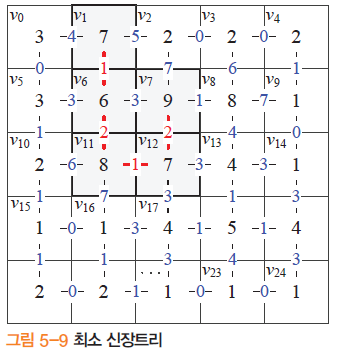 v0 v1 v2 v3 v4
3 -4- 7 -5- 2 -0- 2 -0- 2
0 1 7 6 1
v5 v6 v7 v8 v9
3 -3- 6 -3- 9 -1- 8 -7- 1
1 2 2 4 0
v10 v11 v12 v13 v14
2 -6- 8 -1- 7 -3- 4 -3- 1
1 7 3 1 3
v15 v16 v17
1 -0- 1 -3- 4 -1- 5 -1- 4
1 1 3 4 3
... v23 v24
2 -0- 2 -1- 1 -0- 1 -0- 1
그림 5-9 최소 신장트리